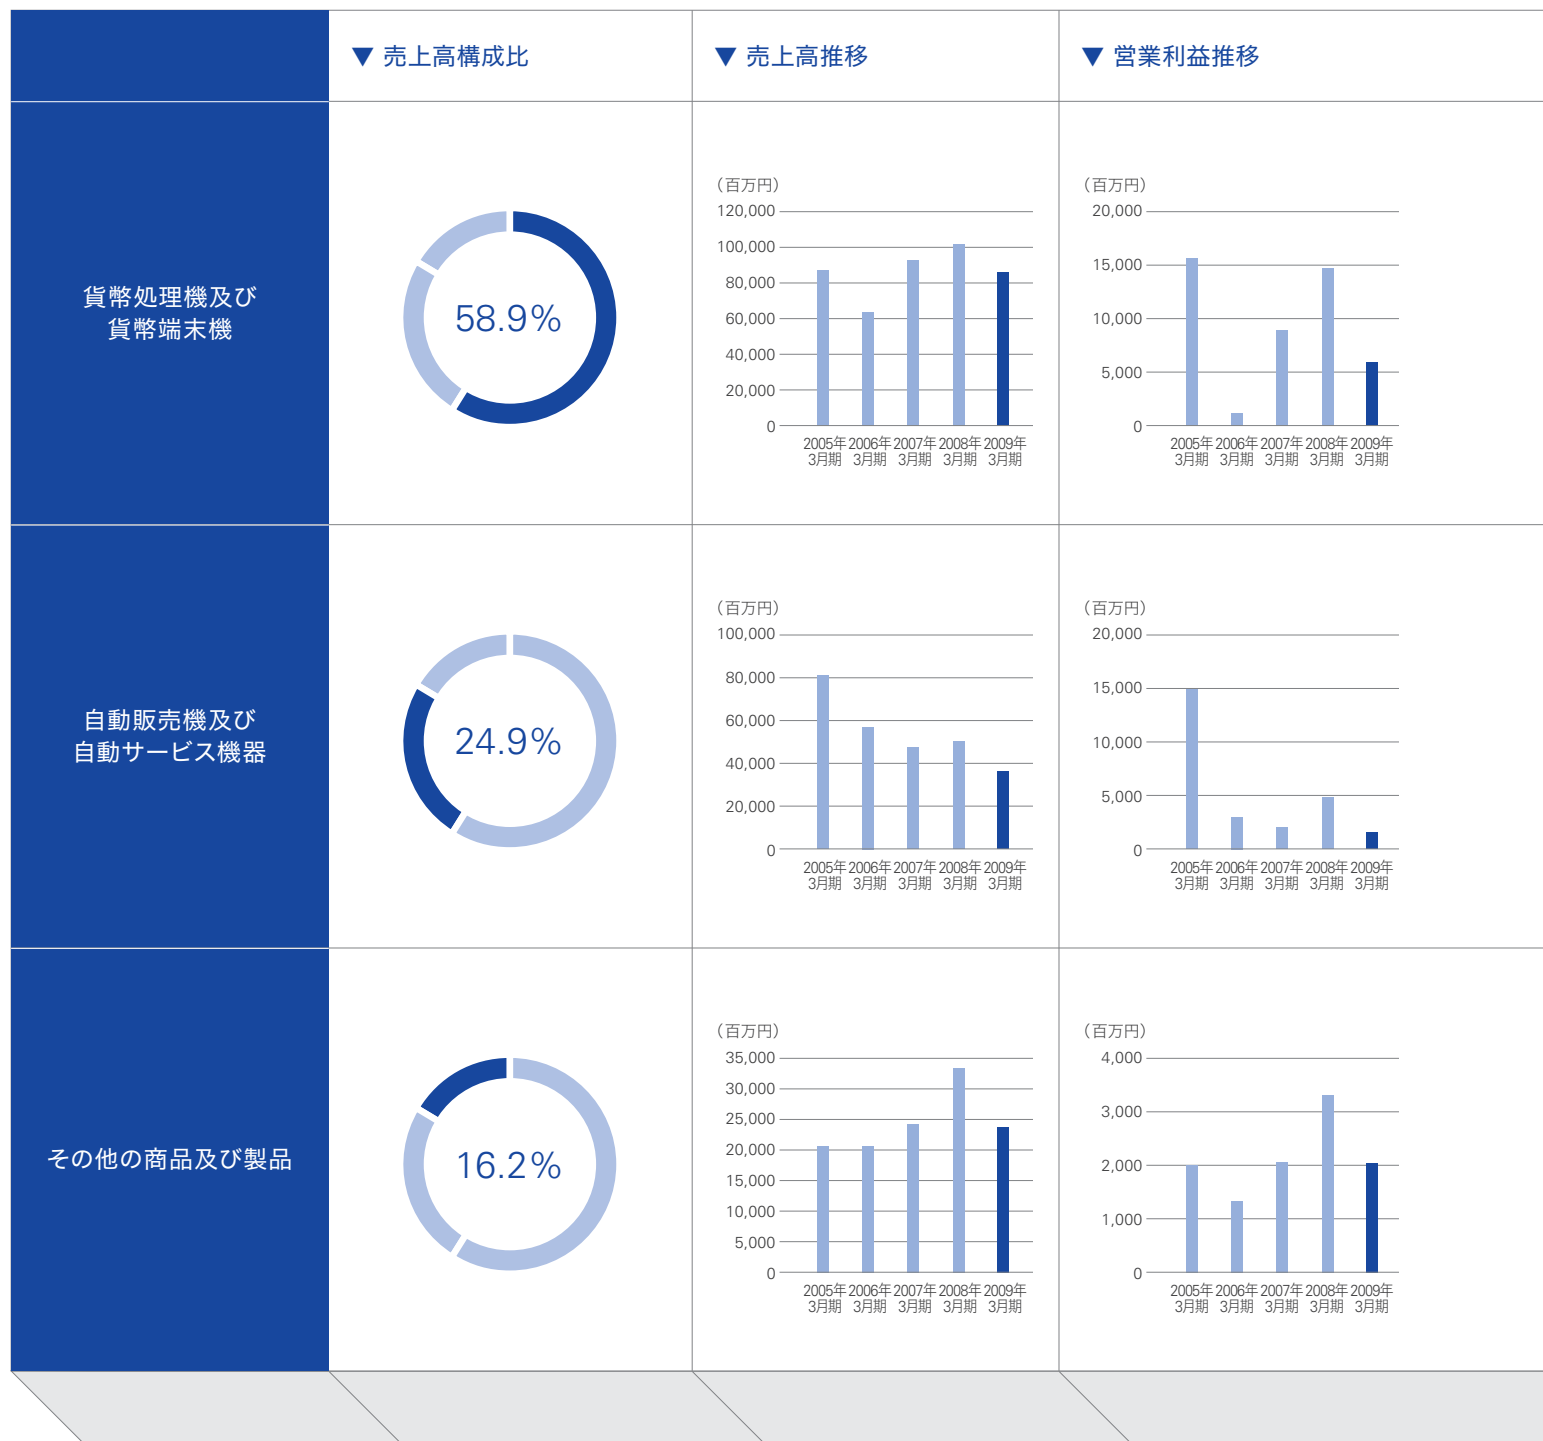 ▼ 売上高構成比
▼ 売上高推移
▼ 営業利益推移
貨幣処理機及び
貨幣端末機
58.9%
（百万円）
120,000
100,000
80,000
60,000
40,000
20,000
0
2005年 2006年 2007年 2008年 2009年
3月期 3月期 3月期 3月期 3月期
（百万円）
20,000
15,000
10,000
5,000
0
2005年 2006年 2007年 2008年 2009年
3月期 3月期 3月期 3月期 3月期
自動販売機及び
自動サービス機器
24.9%
（百万円）
100,000
80,000
60,000
40,000
20,000
0
2005年 2006年 2007年 2008年 2009年
3月期 3月期 3月期 3月期 3月期
（百万円）
20,000
15,000
10,000
5,000
0
2005年 2006年 2007年 2008年 2009年
3月期 3月期 3月期 3月期 3月期
その他の商品及び製品
16.2%
（百万円）
35,000
30,000
25,000
20,000
15,000
10,000
5,000
0
2005年 2006年 2007年 2008年 2009年
3月期 3月期 3月期 3月期 3月期
（百万円）
4,000
3,000
2,000
1,000
0
2005年 2006年 2007年 2008年 2009年
3月期 3月期 3月期 3月期 3月期